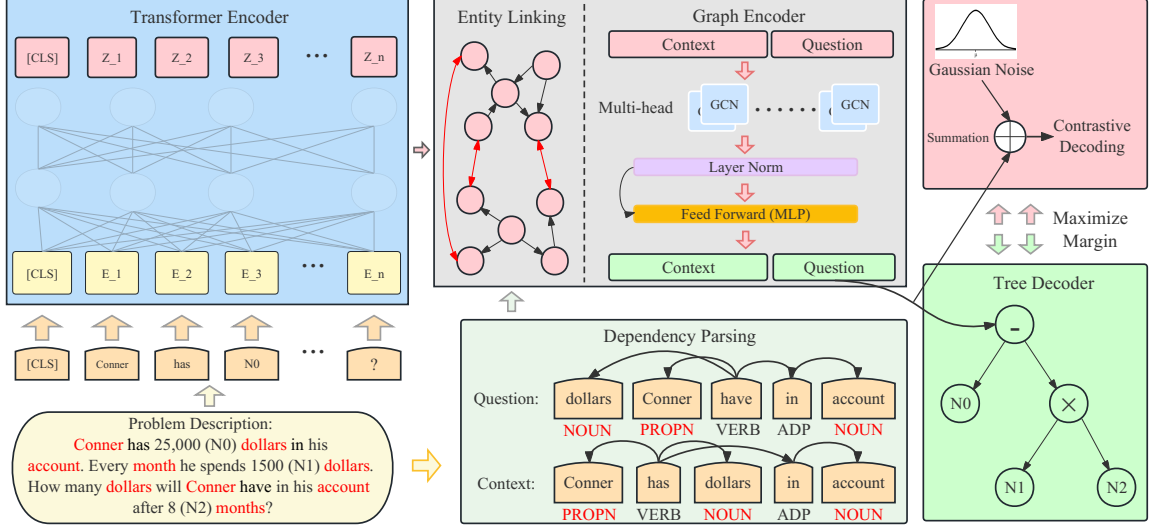 Transformer Encoder
[CLS] Z_1 Z_2 Z_3 ... Z_n
[CLS] E_1 E_2 E_3 ... E_n
[CLS] Conner has N0 ... ?
Problem Description:
Conner has 25,000 (N0) dollars in his
account. Every month he spends 1500 (N1) dollars.
How many dollars will Conner have in his account
after 8 (N2) months?
Entity Linking
Graph Encoder
Context Question
Multi-head
GCN ...... GCN
Layer Norm
Feed Forward (MLP)
Context Question
Dependency Parsing
Question: dollars Conner have in account
NOUN PROPN VERB ADP NOUN
Context: Conner has dollars in account
PROPN VERB NOUN ADP NOUN
Gaussian Noise
Summation
Contrastive
Decoding
Maximize
Margin
Tree Decoder
-
N0 ×
N1 N2